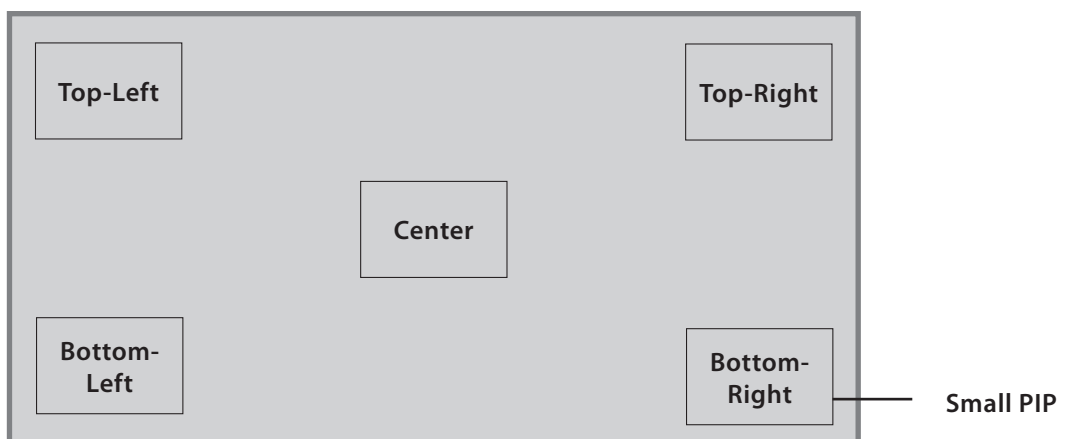 Top-Left
Top-Right
Center
Bottom-
Left
Bottom-
Right
Small PIP